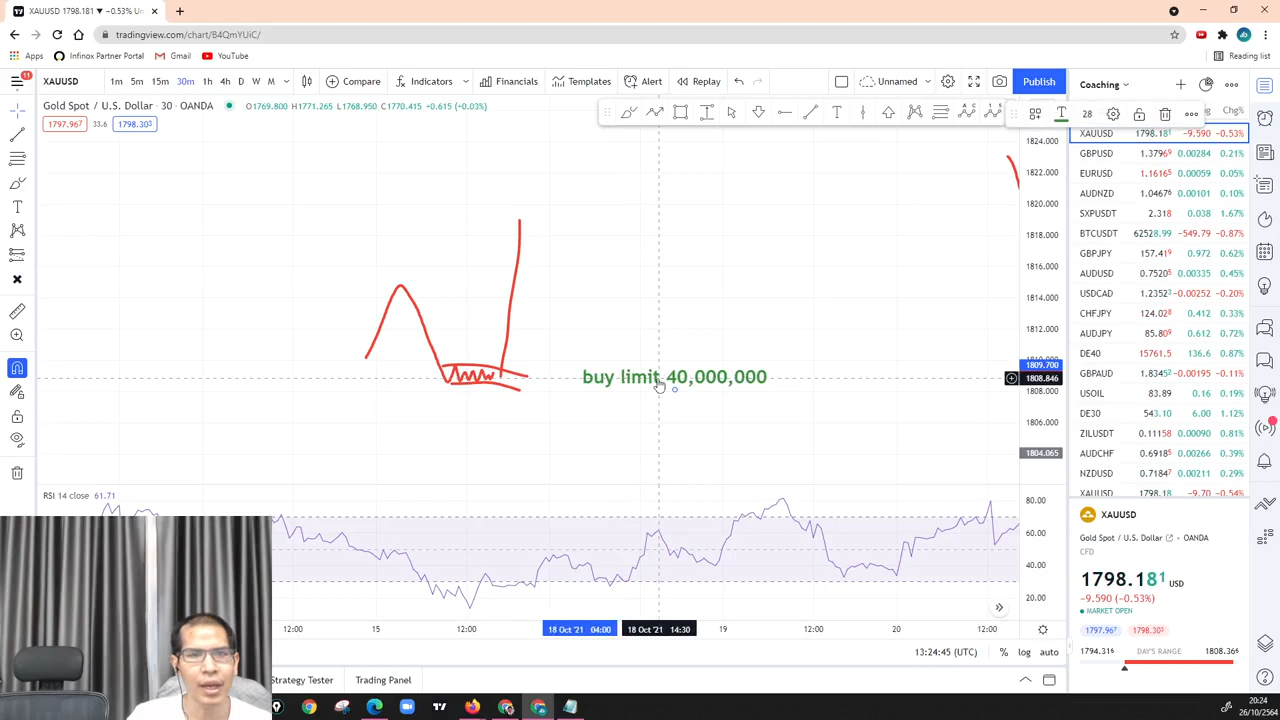 XAUUSD 1798.181 ▼ −0.53% Un
tradingview.com/chart/B4QmYUiC/
Apps Infinox Partner Portal Gmail YouTube Reading list
11
XAUUSD 1m 5m 15m 30m 1h 4h D W M Compare Indicators Financials Templates Alert Replay Unnamed Publish
Gold Spot / U.S. Dollar · 30 · OANDA O1769.800 H1771.265 L1768.950 C1770.415 +0.615 (+0.03%)
1797.967 33.6 1798.303
28
1824.000
1822.000
1820.000
1818.000
1816.000
1814.000
1812.000
1809.700
1808.846
1808.000
1806.000
1804.065
buy limit 40,000,000
RSI 14 close 61.71
80.00
60.00
40.00
20.00
12:00 15 12:00 18 Oct '21 04:00 18 Oct '21 14:30 19 12:00 20 12:00
13:24:45 (UTC) % log auto
Strategy Tester Trading Panel
Coaching
Chg%
XAUUSD 1798.181 −9.590 −0.53%
GBPUSD 1.37969 0.00284 0.21%
EURUSD 1.16165 0.00059 0.05%
AUDNZD 1.04676 0.00101 0.10%
SXPUSDT 2.318 0.038 1.67%
BTCUSDT 62528.99 −549.79 −0.87%
GBPJPY 157.419 0.972 0.62%
AUDUSD 0.75205 0.00335 0.45%
USDCAD 1.23523 −0.00252 −0.20%
CHFJPY 124.028 0.412 0.33%
AUDJPY 85.809 0.612 0.72%
DE40 15761.5 136.6 0.87%
GBPAUD 1.83452 −0.00195 −0.11%
USOIL 83.89 0.16 0.19%
DE30 543.10 6.00 1.12%
ZILUSDT 0.11158 0.00090 0.81%
AUDCHF 0.69185 0.00266 0.39%
NZDUSD 0.71847 0.00211 0.29%
XAUUSD 1798.18 −9.70 −0.54%
XAUUSD
Gold Spot / U.S. Dollar · OANDA
CFD
1798.181 USD
−9.590 (−0.53%)
MARKET OPEN
1797.967 1798.303
1794.316 DAY'S RANGE 1808.366
20:24
26/10/2564